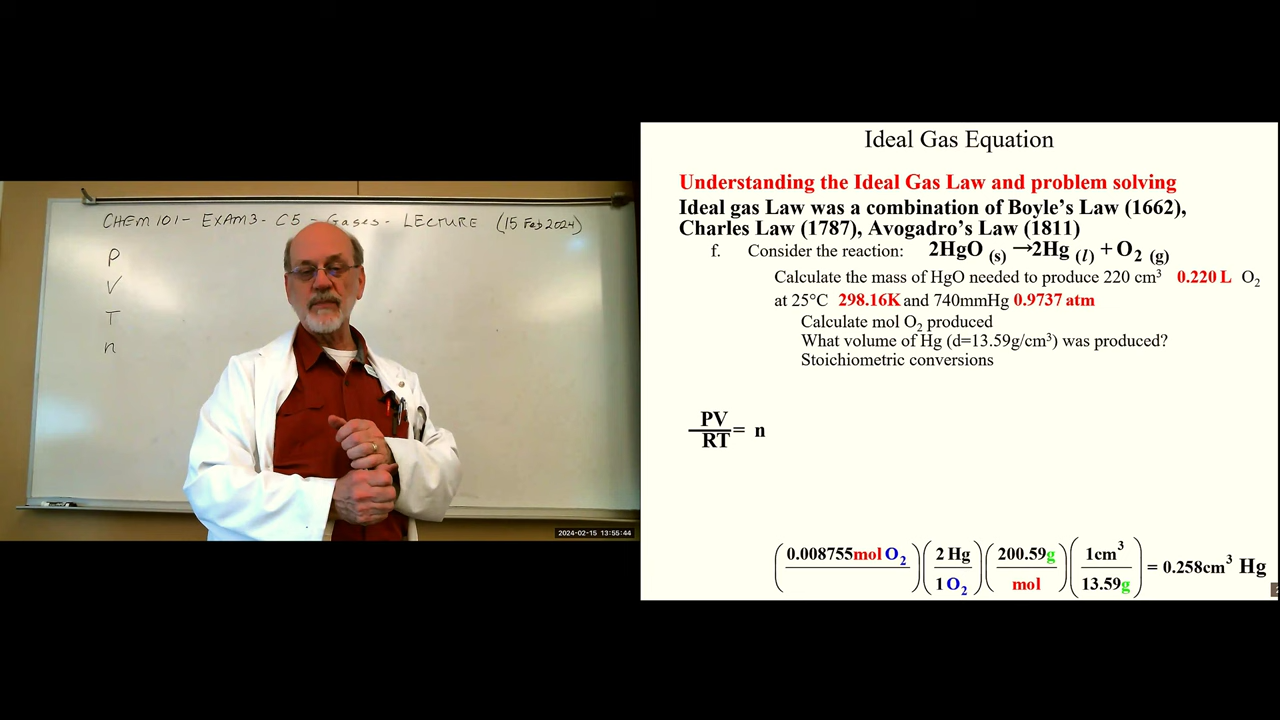 CHEM 101 - EXAM 3 - C5 - Gases - LECTURE (15 Feb 2024)
P
V
T
n
2024-02-15 13:55:44
Ideal Gas Equation
Understanding the Ideal Gas Law and problem solving
Ideal gas Law was a combination of Boyle's Law (1662),
Charles Law (1787), Avogadro's Law (1811)
f. Consider the reaction: 2HgO (s) →2Hg (l) + O2 (g)
Calculate the mass of HgO needed to produce 220 cm³ 0.220 L O2
at 25°C 298.16K and 740mmHg 0.9737 atm
Calculate mol O2 produced
What volume of Hg (d=13.59g/cm³) was produced?
Stoichiometric conversions
PV
RT = n
(0.008755mol O2) (2 Hg / 1 O2) (200.59g / mol) (1cm³ / 13.59g) = 0.258cm³ Hg